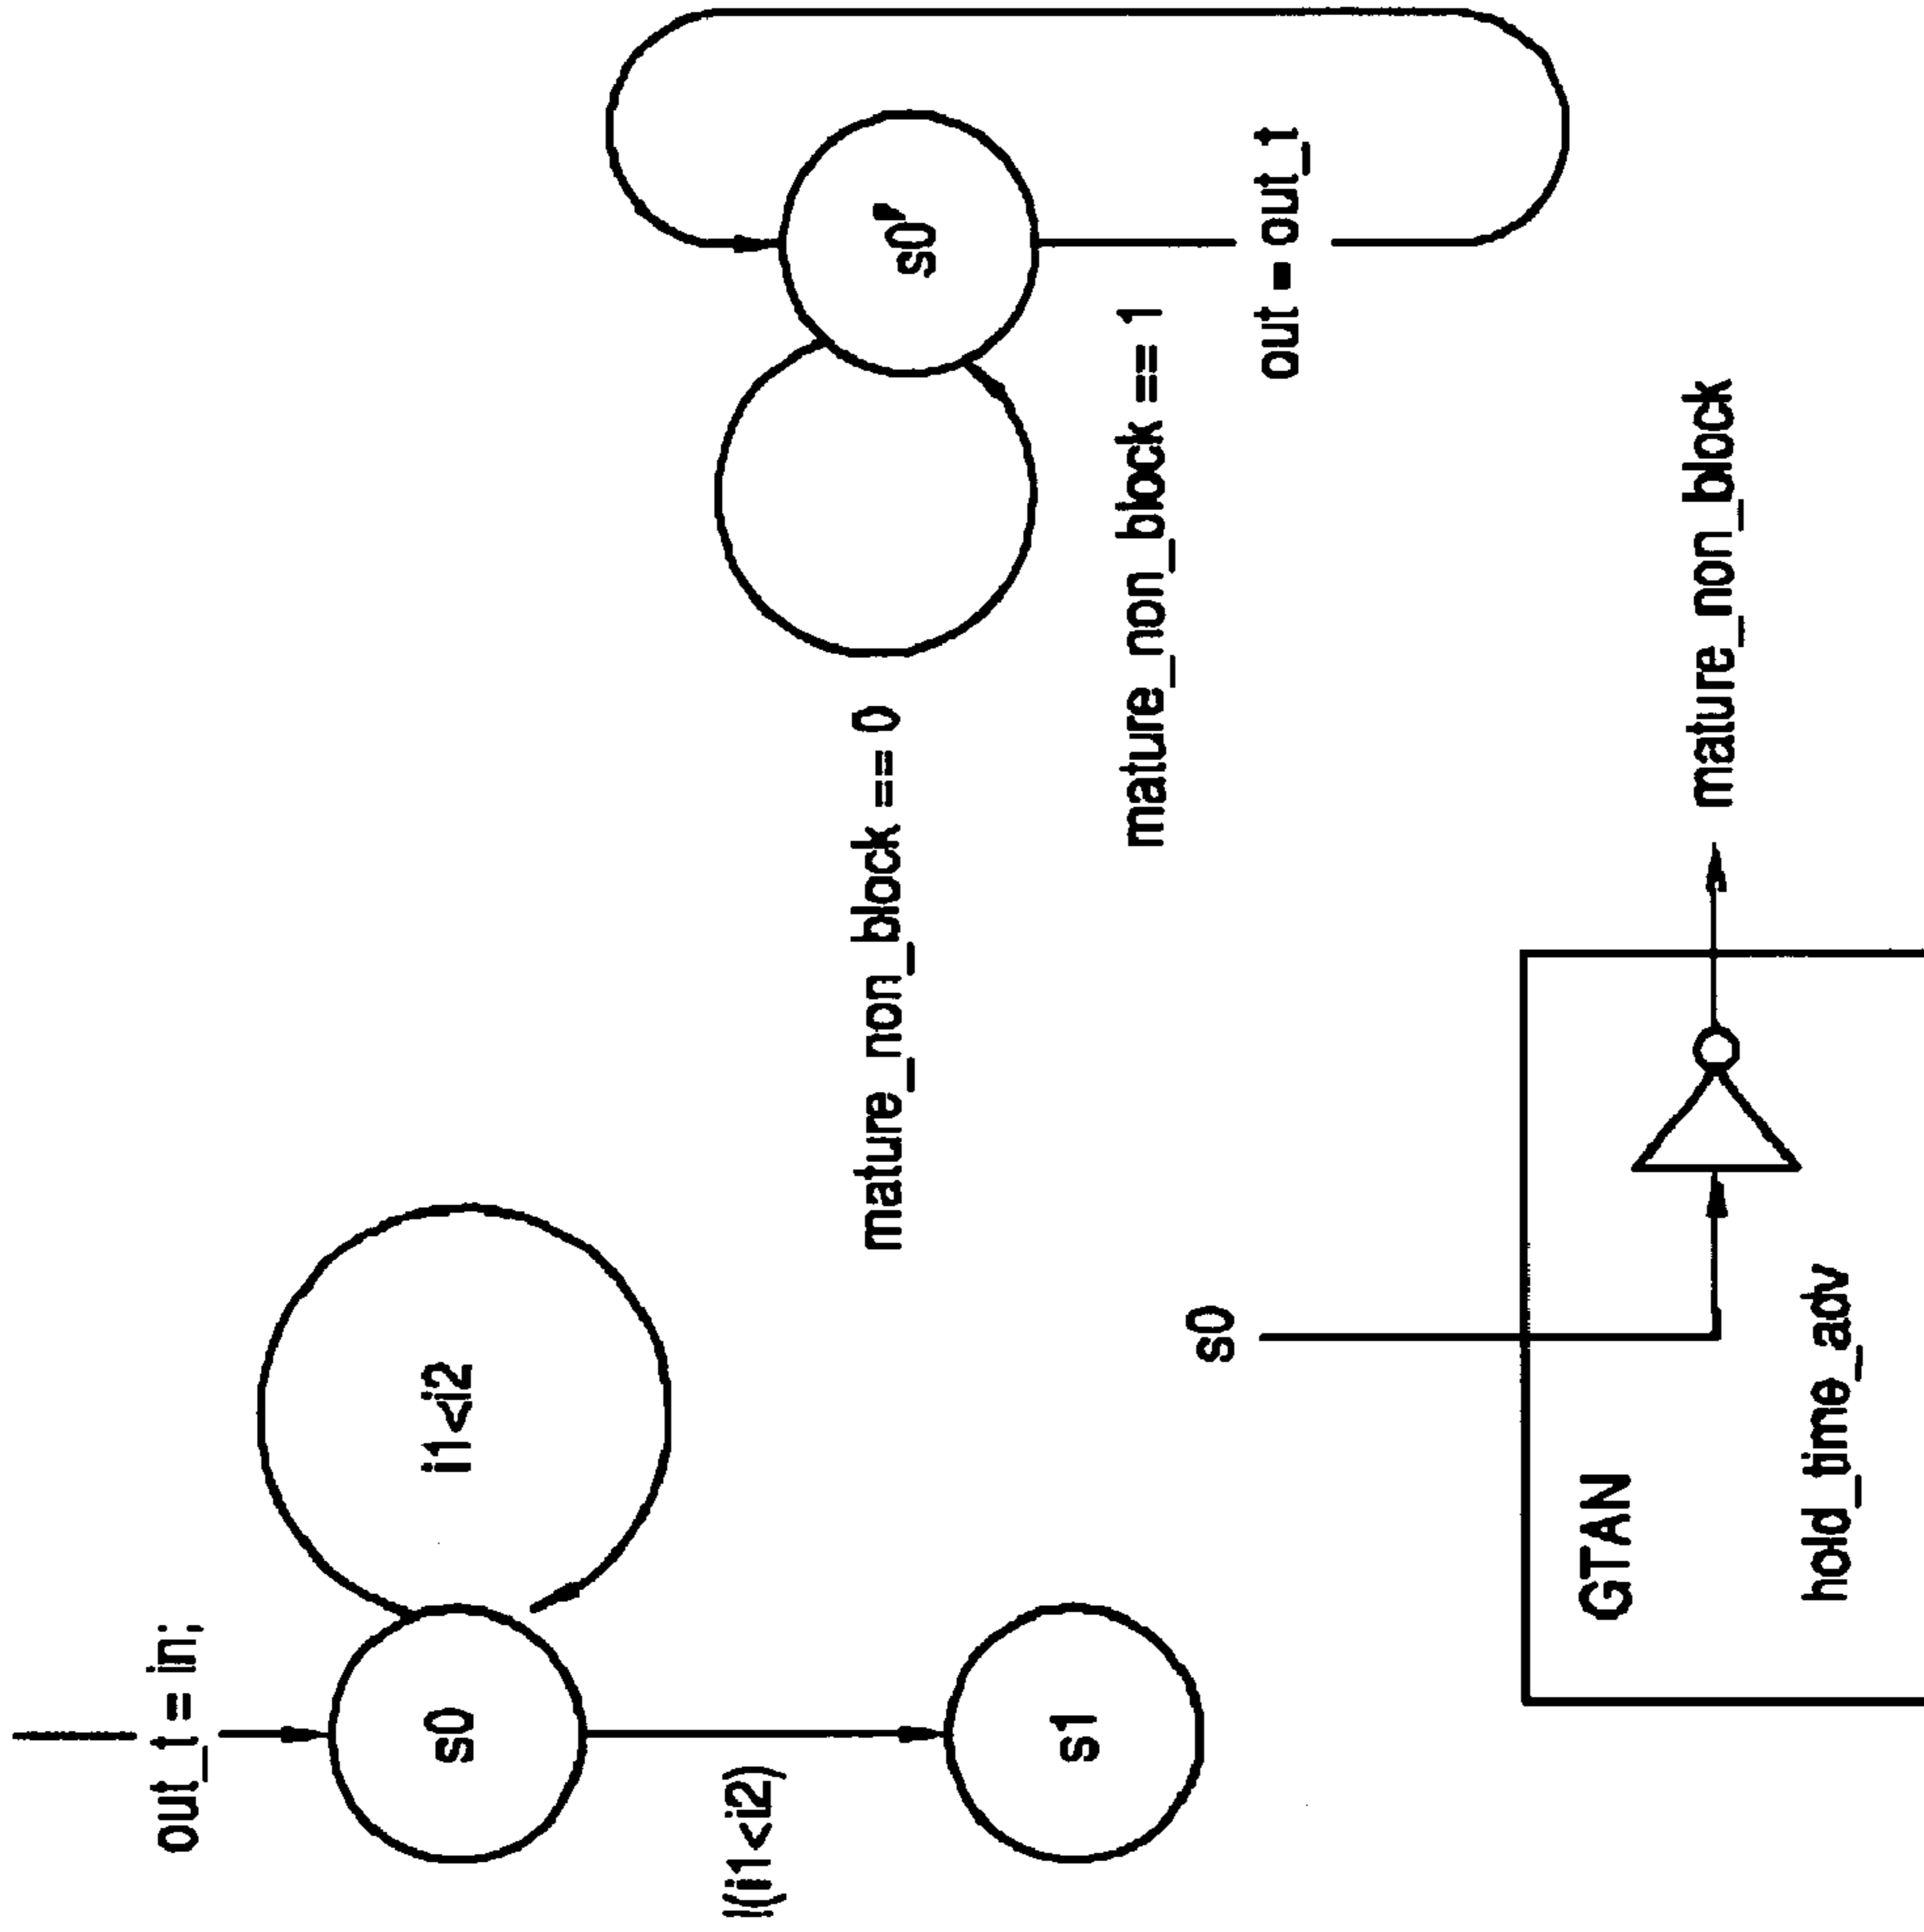 out_t = in;
s0
i1<i2
!(i1<i2)
s1
s0'
mature_non_block == 0
mature_non_block == 1
out = out_t
s0
GTAN
hold_time_adv
mature_non_block